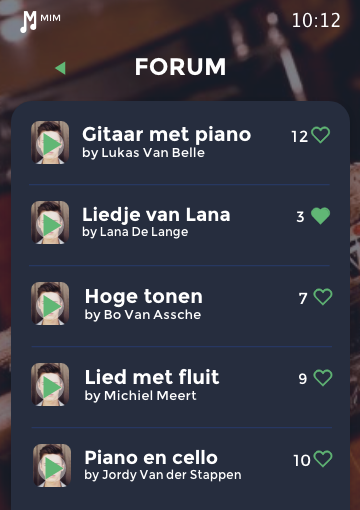 MIM
10:12
FORUM
Gitaar met piano
12
by Lukas Van Belle
Liedje van Lana
3
by Lana De Lange
Hoge tonen
7
by Bo Van Assche
Lied met fluit
9
by Michiel Meert
Piano en cello
10
by Jordy Van der Stappen